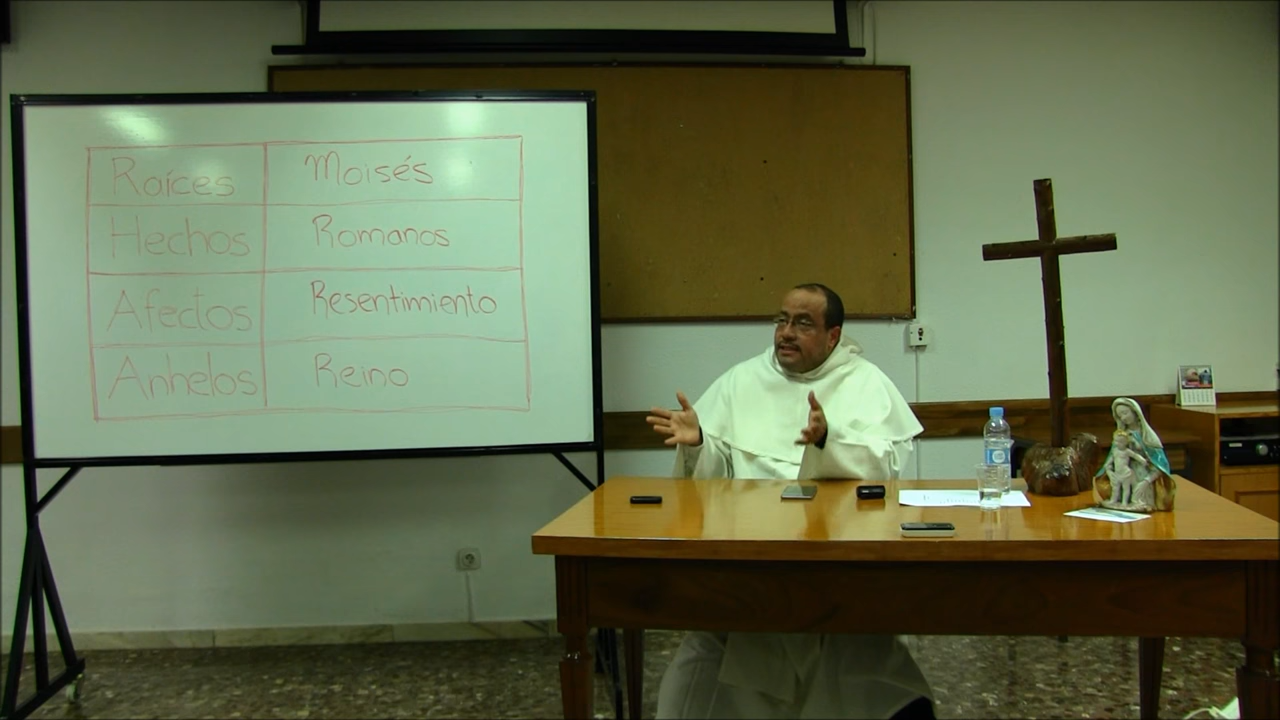 Raíces Moisés
Hechos Romanos
Afectos Resentimiento
Anhelos Reino